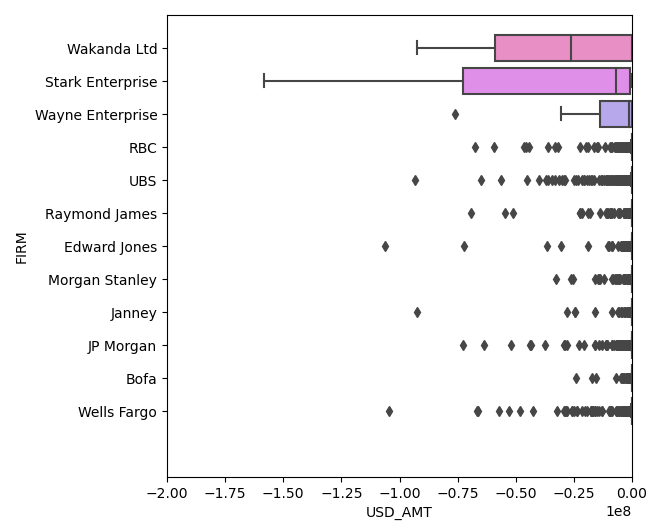 Wakanda Ltd
Stark Enterprise
Wayne Enterprise
RBC
UBS
Raymond James
Edward Jones
Morgan Stanley
Janney
JP Morgan
Bofa
Wells Fargo
FIRM
−2.00 −1.75 −1.50 −1.25 −1.00 −0.75 −0.50 −0.25 0.00
1e8
USD_AMT